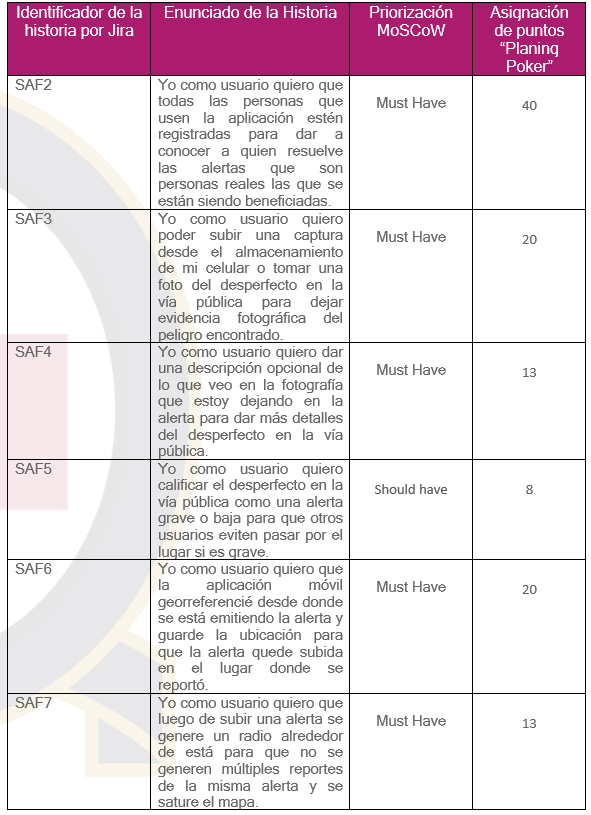 Identificador de la
historia por Jira
Enunciado de la Historia
Priorización
MoSCoW
Asignación
de puntos
“Planinq
Poker”
SAF2
Yo como usuario quiero que
todas las personas que
usen la aplicación estén
registradas para dar a
conocer a quien resuelve
las alertas que son
personas reales las que se
están siendo beneficiadas.
Must Have
40
SAF3
Yo como usuario quiero
poder subir una captura
desde el almacenamiento
de mi celular o tomar una
foto del desperfecto en la
vía pública para dejar
evidencia fotográfica del
peligro encontrado.
Must Have
20
SAF4
Yo como usuario quiero dar
una descripción opcional de
lo que veo en la fotografía
que estoy dejando en la
alerta para dar más detalles
del desperfecto en la vía
pública.
Must Have
13
SAF5
Yo como usuario quiero
calificar el desperfecto en la
vía pública como una alerta
grave o baja para que otros
usuarios eviten pasar por el
lugar si es grave.
Should have
8
SAF6
Yo como usuario quiero que
la aplicación móvil
georreferencié desde donde
se está emitiendo la alerta y
guarde la ubicación para
que la alerta quede subida
en el lugar donde se
reportó.
Must Have
20
SAF7
Yo como usuario quiero que
luego de subir una alerta se
genere un radio alrededor
de está para que no se
generen múltiples reportes
de la misma alerta y se
sature el mapa.
Must Have
13